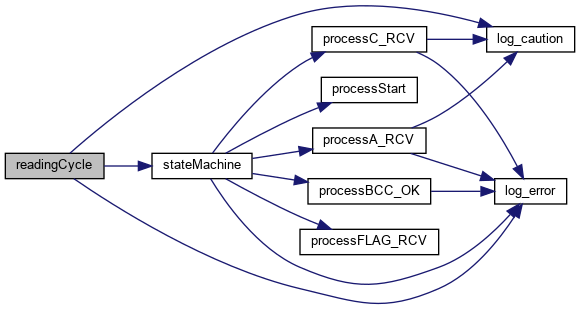 readingCycle
stateMachine
processC_RCV
processStart
processA_RCV
processBCC_OK
processFLAG_RCV
log_caution
log_error